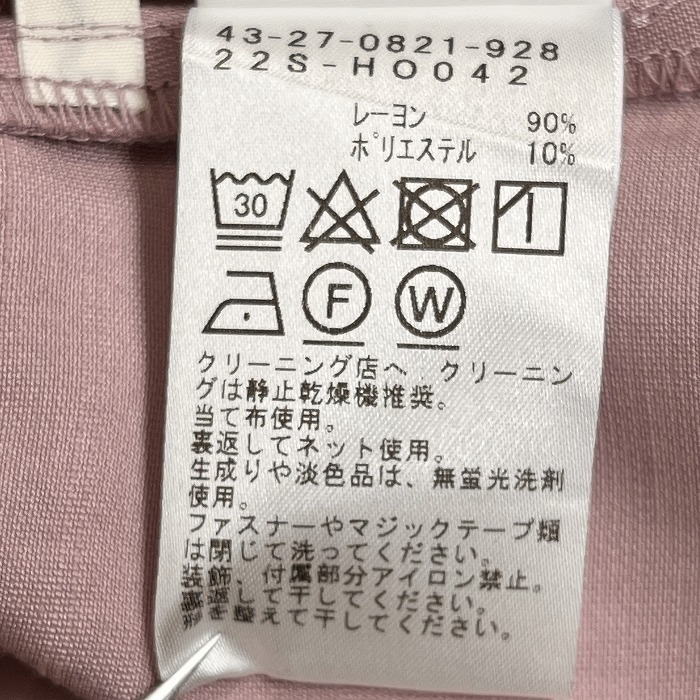 43-27-0821-928
22S-HO042
レーヨン 90%
ポリエステル 10%
30
F W
クリーニング店へ．クリーニン
グは静止乾燥機推奨。
当て布使用。
裏返してネット使用。
生成りや淡色品は、無蛍光洗剤
使用。
ファスナーやマジックテープ類
は閉じて洗ってください。
装飾、付属部分アイロン禁止。
裏返して干してください。
形を整えて干してください。